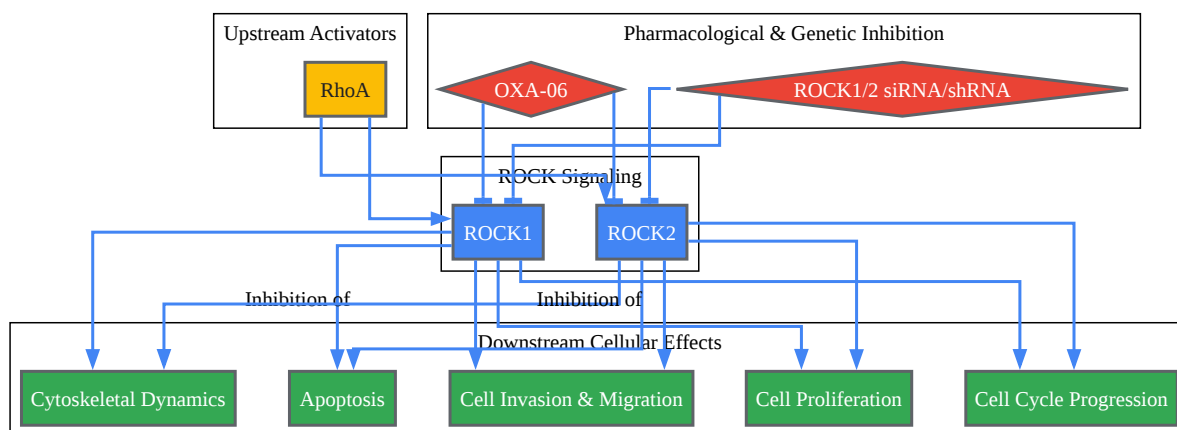 Upstream Activators
Pharmacological & Genetic Inhibition
RhoA
OXA-06
ROCK1/2 siRNA/shRNA
ROCK Signaling
ROCK1
ROCK2
Inhibition of
Inhibition of
Downstream Cellular Effects
Cytoskeletal Dynamics
Apoptosis
Cell Invasion & Migration
Cell Proliferation
Cell Cycle Progression